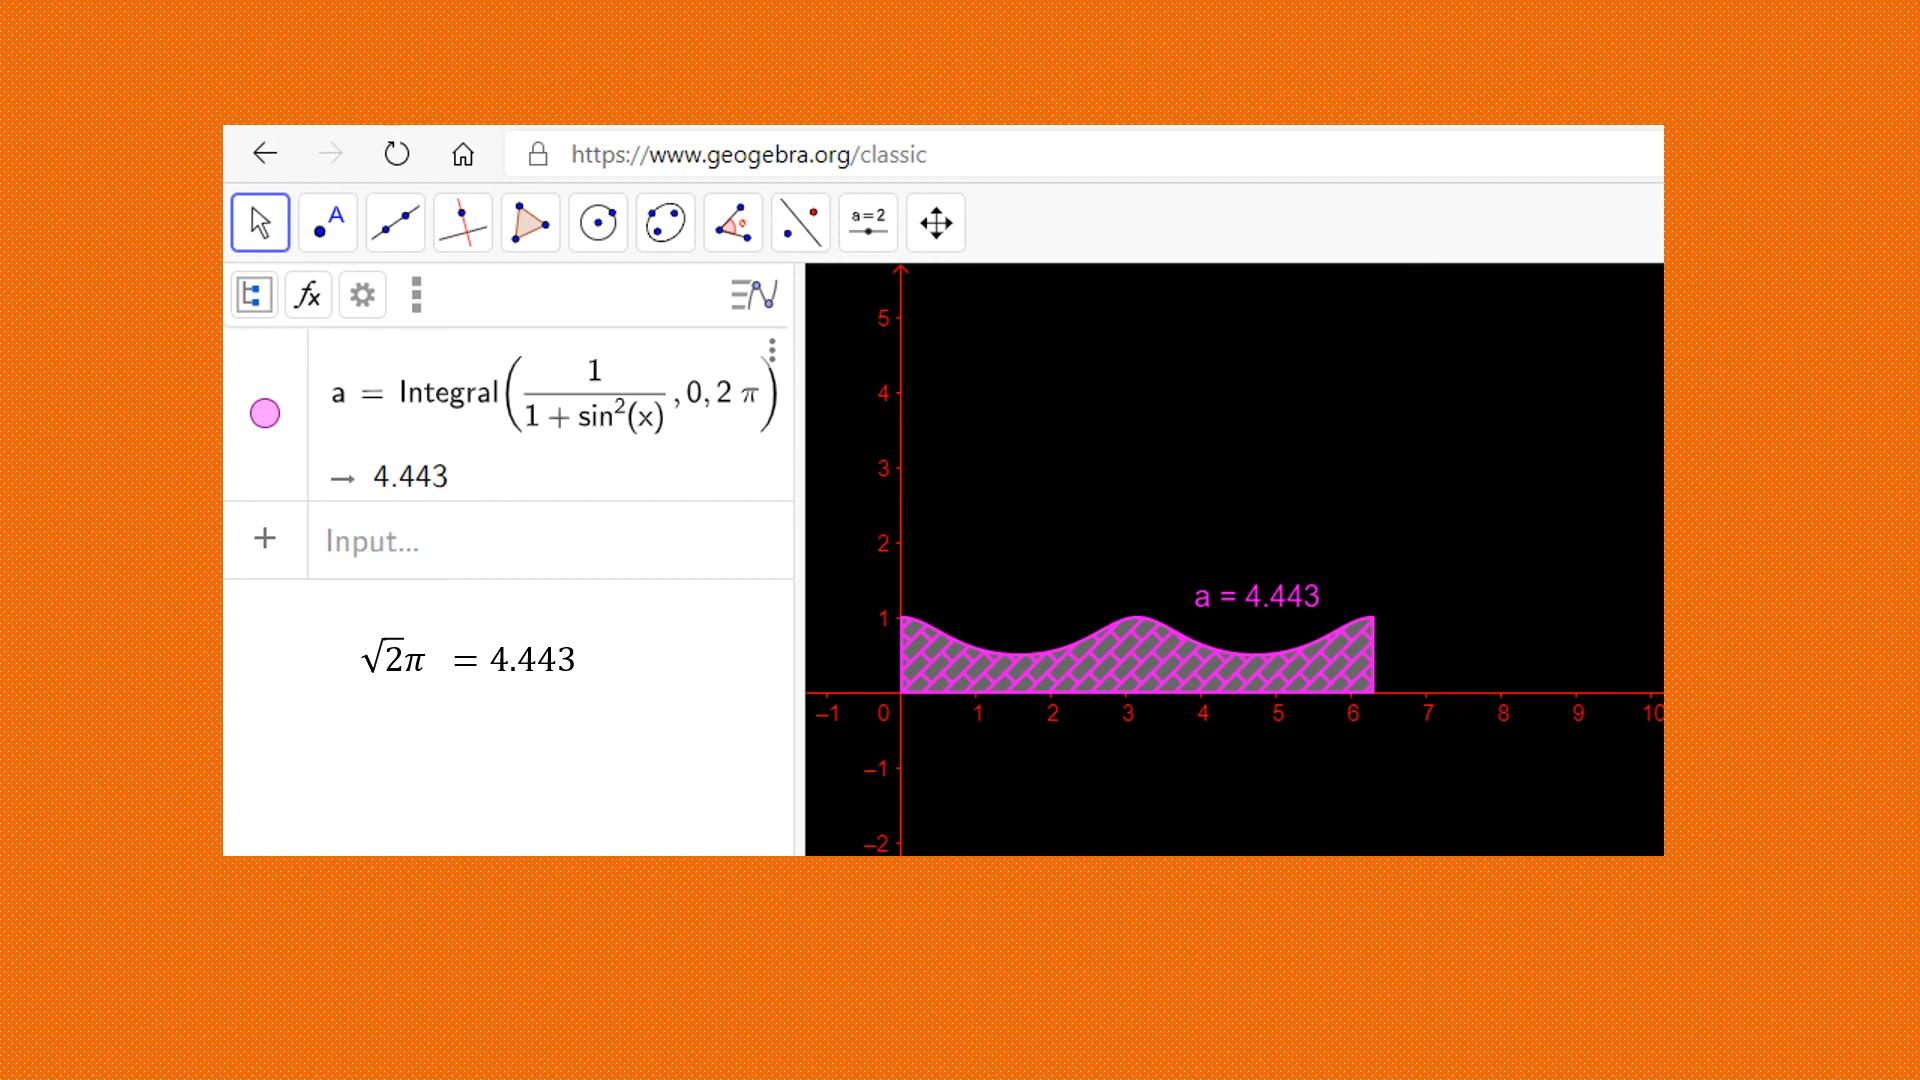 https://www.geogebra.org/classic
A
a=2
fx
a = Integral(1/(1 + sin²(x)), 0, 2 π)
→ 4.443
+ Input...
√2π = 4.443
5
4
3
2
a = 4.443
1
–1 0 1 2 3 4 5 6 7 8 9 10
–1
–2